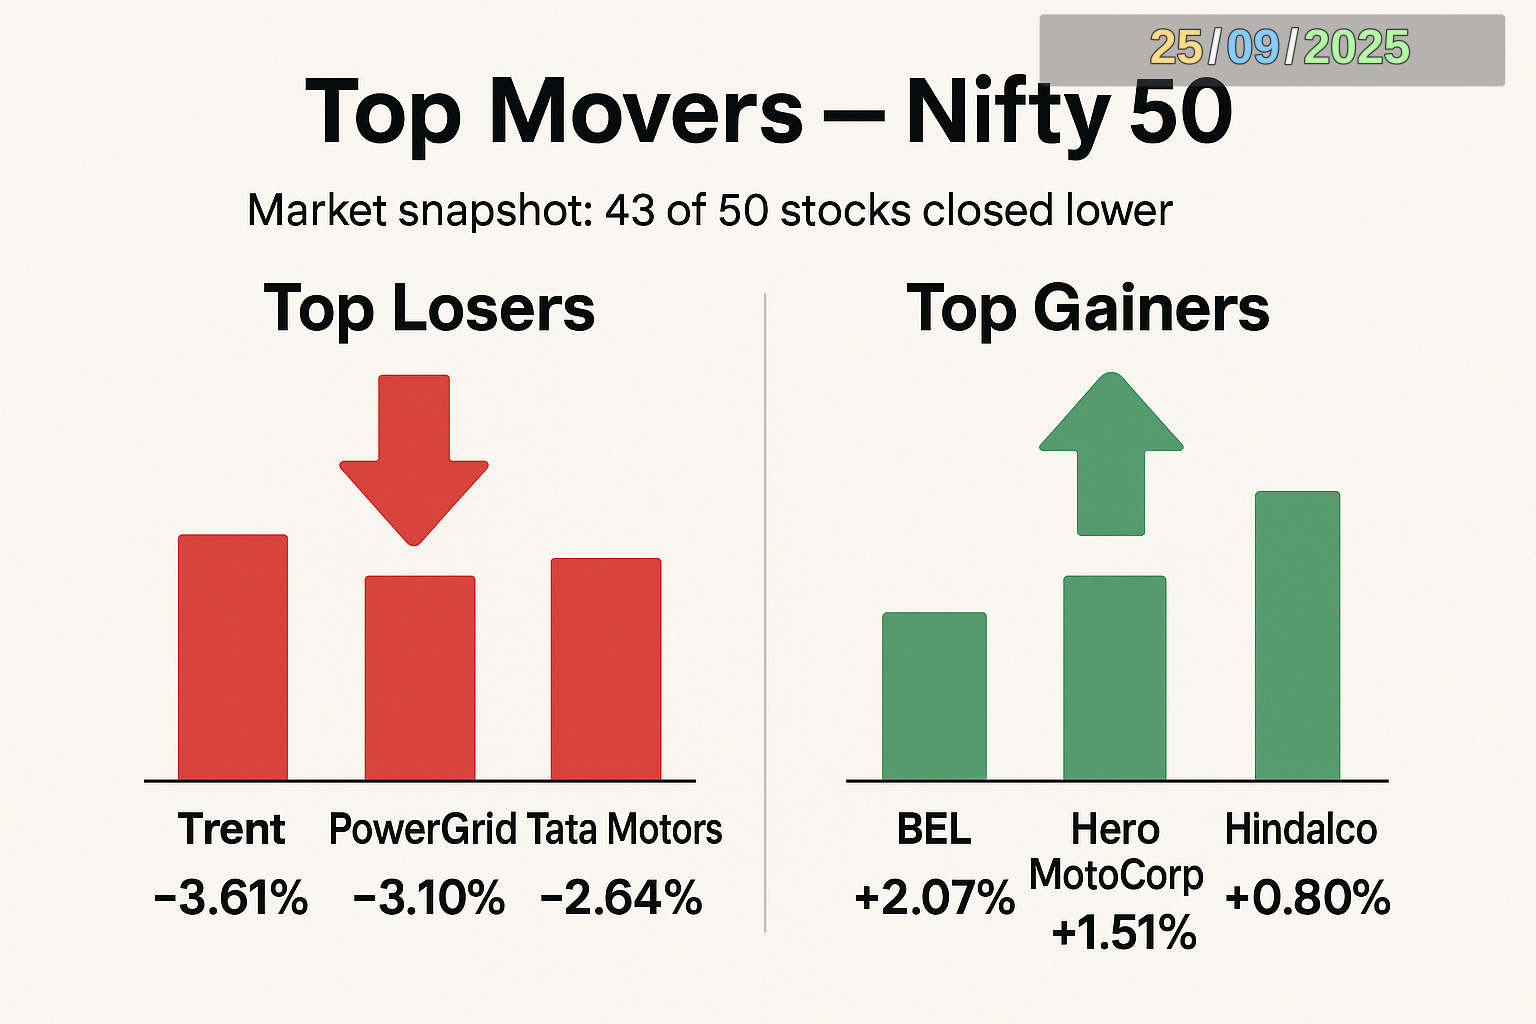 25/09/2025
Top Movers — Nifty 50
Market snapshot: 43 of 50 stocks closed lower
Top Losers
Trent
−3.61%
PowerGrid
−3.10%
Tata Motors
−2.64%
Top Gainers
BEL
+2.07%
Hero
MotoCorp
+1.51%
Hindalco
+0.80%